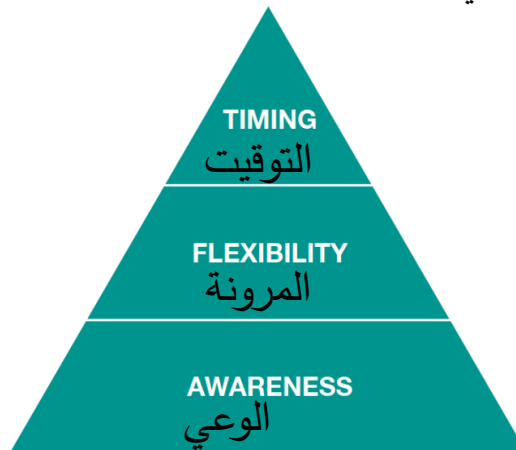 TIMING
التوقيت
FLEXIBILITY
المرونة
AWARENESS
الوعي